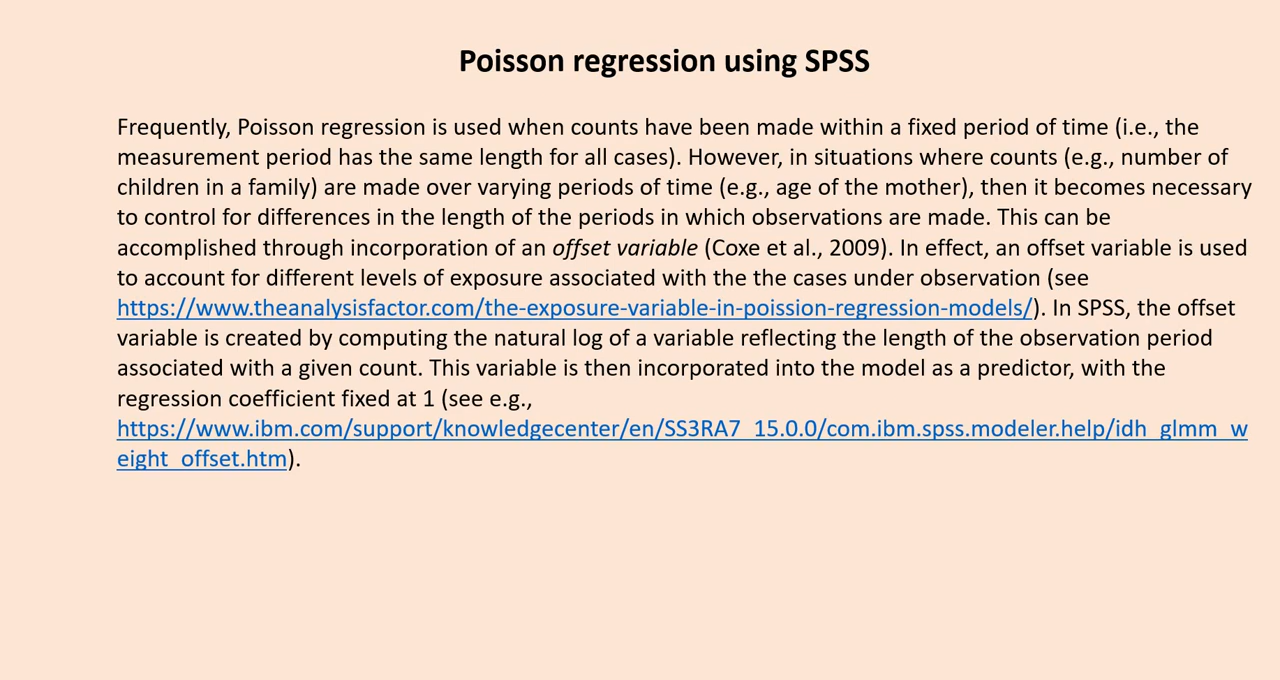 Poisson regression using SPSS
Frequently, Poisson regression is used when counts have been made within a fixed period of time (i.e., the
measurement period has the same length for all cases). However, in situations where counts (e.g., number of
children in a family) are made over varying periods of time (e.g., age of the mother), then it becomes necessary
to control for differences in the length of the periods in which observations are made. This can be
accomplished through incorporation of an offset variable (Coxe et al., 2009). In effect, an offset variable is used
to account for different levels of exposure associated with the the cases under observation (see
https://www.theanalysisfactor.com/the-exposure-variable-in-poission-regression-models/). In SPSS, the offset
variable is created by computing the natural log of a variable reflecting the length of the observation period
associated with a given count. This variable is then incorporated into the model as a predictor, with the
regression coefficient fixed at 1 (see e.g.,
https://www.ibm.com/support/knowledgecenter/en/SS3RA7_15.0.0/com.ibm.spss.modeler.help/idh_glmm_w
eight_offset.htm).